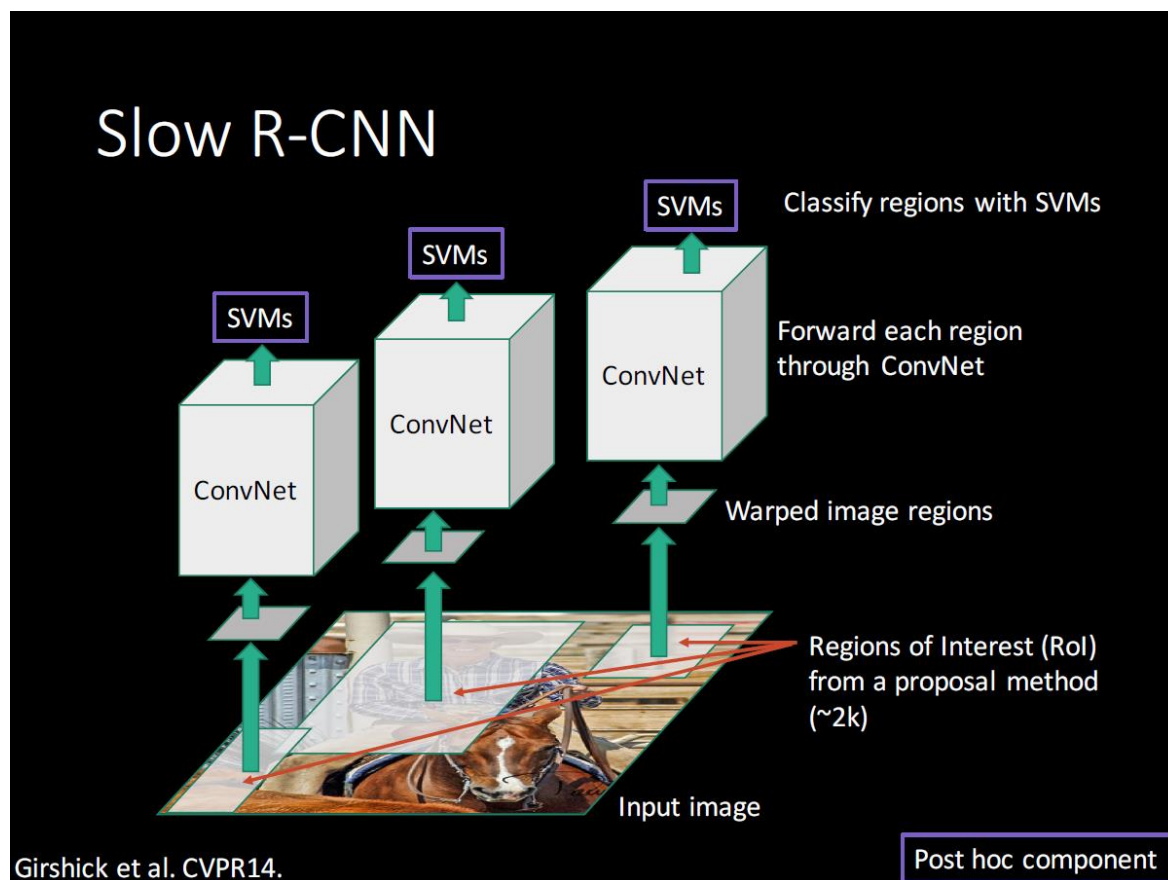 Slow R-CNN
SVMs
Classify regions with SVMs
SVMs
SVMs
Forward each region
through ConvNet
ConvNet
ConvNet
ConvNet
Warped image regions
Regions of Interest (RoI)
from a proposal method
(~2k)
Input image
Girshick et al. CVPR14.
Post hoc component